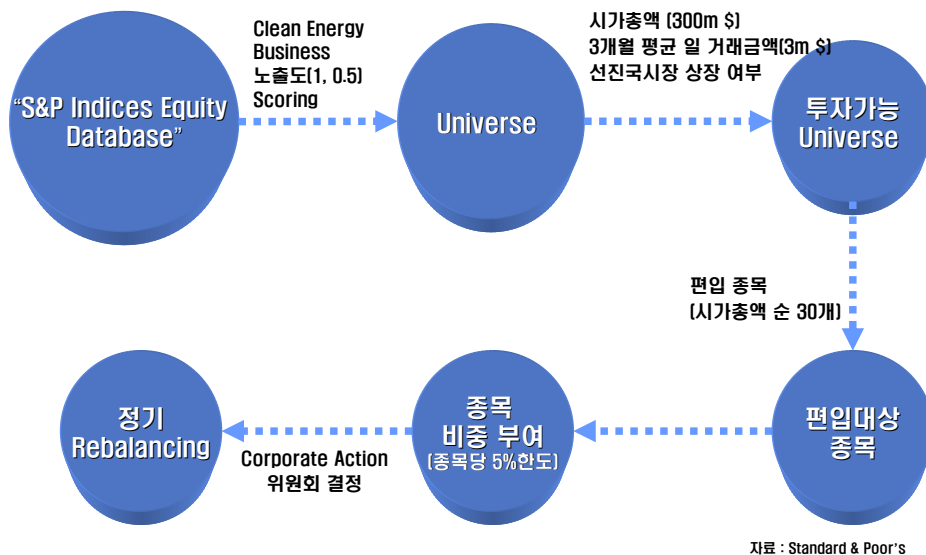 Clean Energy
Business
노출도(1, 0.5)
Scoring
시가총액 (300m $)
3개월 평균 일 거래금액(3m $)
선진국시장 상장 여부
“S&P Indices Equity
Database”
Universe
투자가능
Universe
편입 종목
(시가총액 순 30개)
정기
Rebalancing
종목
비중 부여
(종목당 5%한도)
편입대상
종목
Corporate Action
위원회 결정
자료 : Standard & Poor's